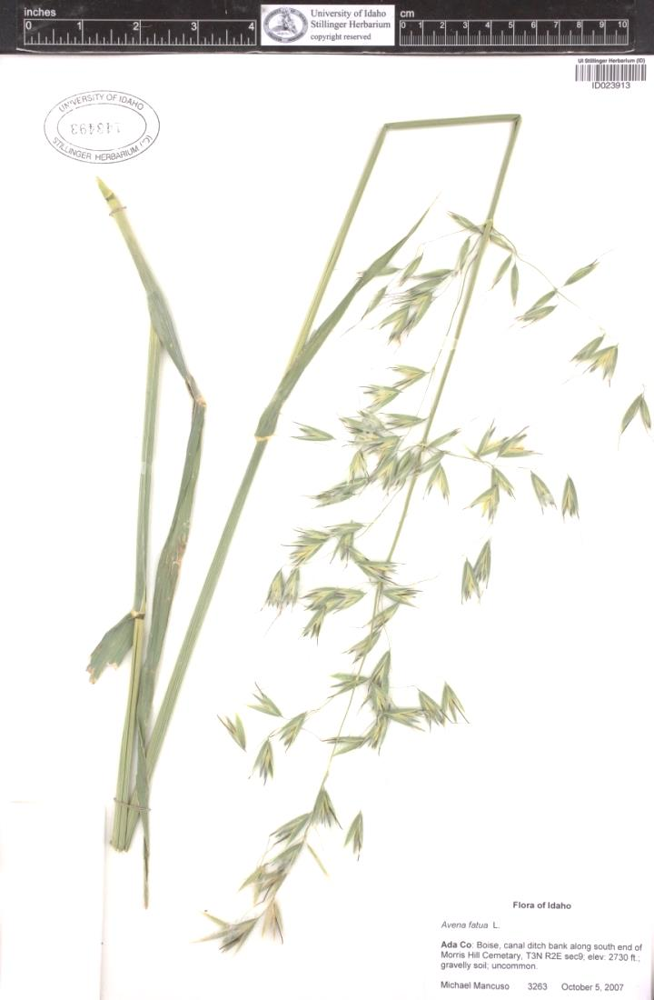 inches
0 1 2 3 4
University of Idaho
Stillinger Herbarium
copyright reserved
cm
0 1 2 3 4 5 6 7 8 9 10
UI Stillinger Herbarium (ID)
ID023913
UNIVERSITY OF IDAHO
143493
STILLINGER HERBARIUM (ID)
Flora of Idaho
Avena fatua L.
Ada Co: Boise, canal ditch bank along south end of
Morris Hill Cemetary, T3N R2E sec9; elev: 2730 ft.;
gravelly soil; uncommon.
Michael Mancuso 3263 October 5, 2007